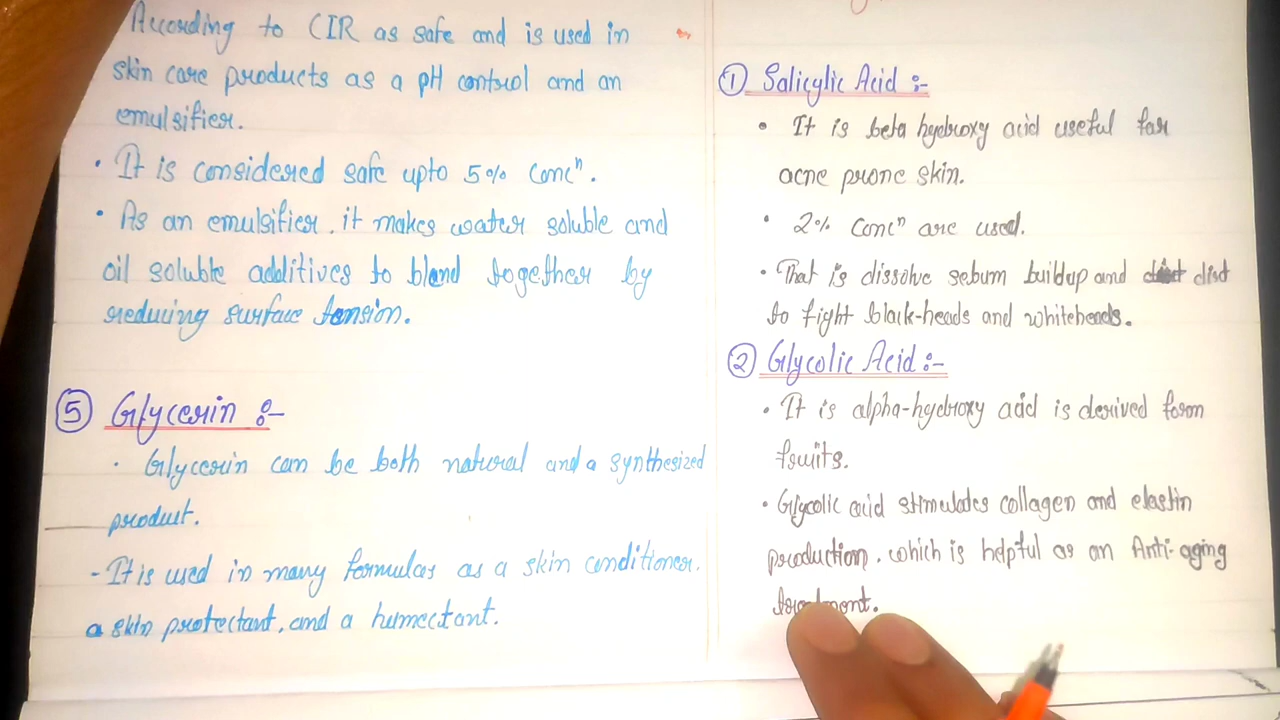 According to CIR as safe and is used in
skin care products as a pH control and an
emulsifier.
• It is considered safe upto 5% Concⁿ.
• As an emulsifier, it makes water soluble and
oil soluble additives to blend together by
reducing surface tension.
⑤ Glycerin :-
• Glycerin can be both natural and a synthesized
product.
- It is used in many formulas as a skin conditioner,
a skin protectant, and a humectant.
① Salicylic Acid :-
• It is beta hydroxy acid useful for
acne prone skin.
• 2% Concⁿ are used.
• That is dissolve sebum buildup and dirt
to fight black-heads and whiteheads.
② Glycolic Acid :-
• It is alpha-hydroxy acid is derived form
fruits.
• Glycolic acid stimulates collagen and elastin
production, which is helpful as an Anti-aging
treatment.